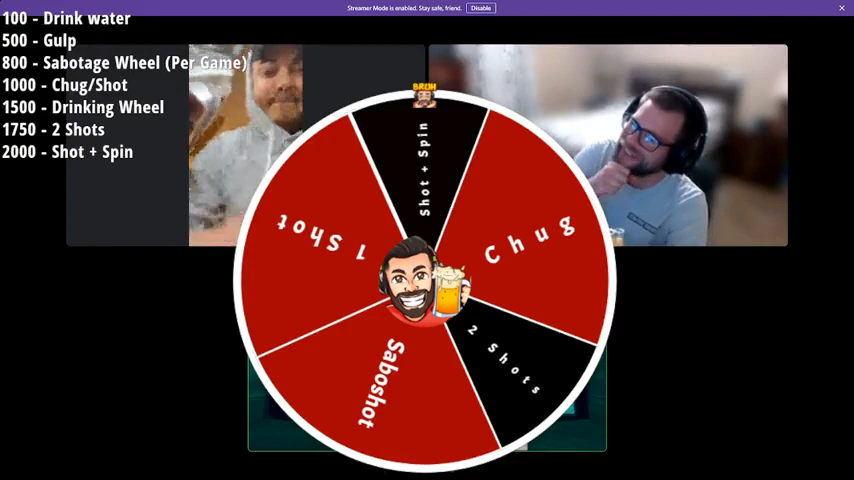 Streamer Mode is enabled. Stay safe, friend. Disable
100 - Drink water
500 - Gulp
800 - Sabotage Wheel (Per Game)
1000 - Chug/Shot
1500 - Drinking Wheel
1750 - 2 Shots
2000 - Shot + Spin
BRUH
Shot + Spin
Chug
2 Shots
Saboshot
1 Shot